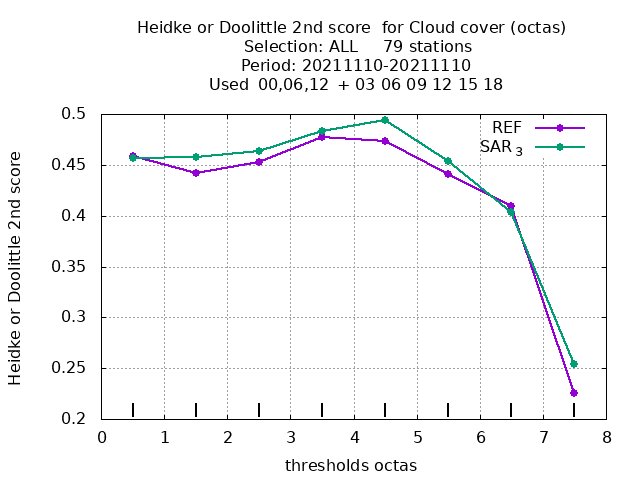 Heidke or Doolittle 2nd score  for Cloud cover (octas)
Selection: ALL     79 stations
Period: 20211110-20211110
Used  00,06,12  + 03 06 09 12 15 18
REF
SAR 3
Heidke or Doolittle 2nd score
0.5
0.45
0.4
0.35
0.3
0.25
0.2
0 1 2 3 4 5 6 7 8
thresholds octas